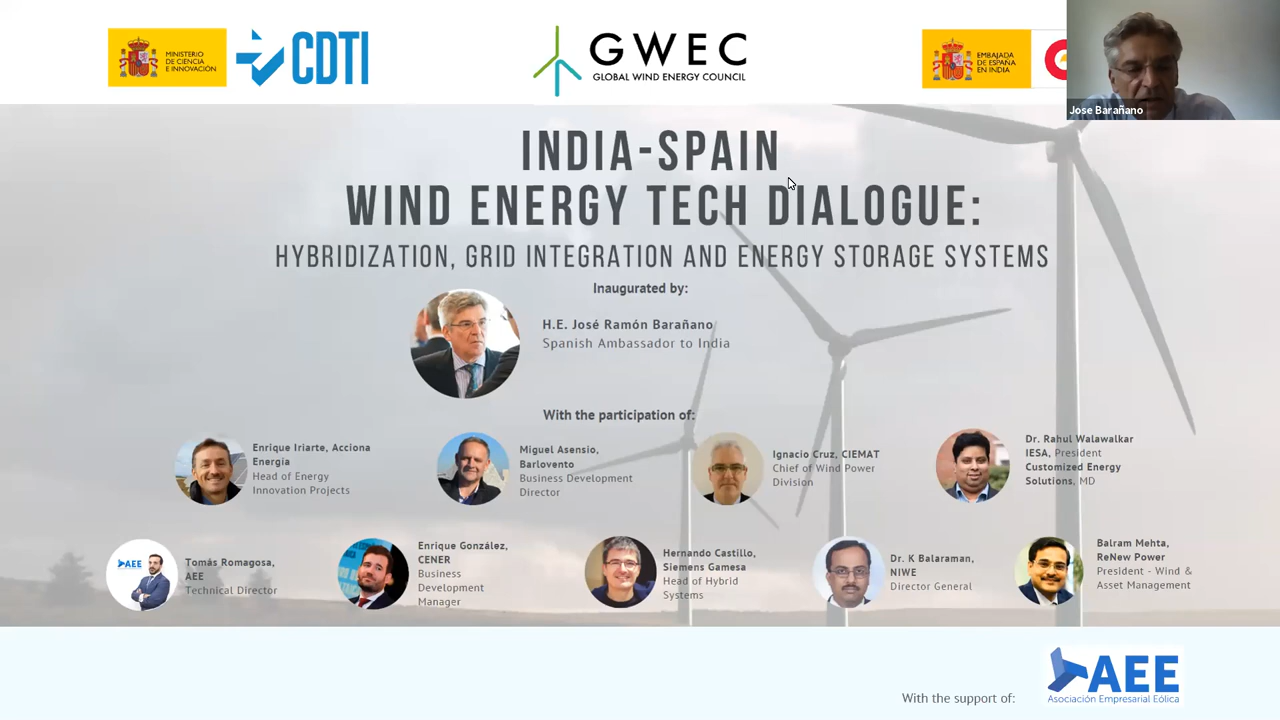 MINISTERIO
DE CIENCIA
E INNOVACIÓN
CDTI
GWEC
GLOBAL WIND ENERGY COUNCIL
EMBAJADA
DE ESPAÑA
EN INDIA
Jose Barañano
INDIA-SPAIN
WIND ENERGY TECH DIALOGUE:
HYBRIDIZATION, GRID INTEGRATION AND ENERGY STORAGE SYSTEMS
Inaugurated by:
H.E. José Ramón Barañano
Spanish Ambassador to India
With the participation of:
Enrique Iriarte, Acciona
Energia
Head of Energy
Innovation Projects
Miguel Asensio,
Barlovento
Business Development
Director
Ignacio Cruz, CIEMAT
Chief of Wind Power
Division
Dr. Rahul Walawalkar
IESA, President
Customized Energy
Solutions, MD
AEE
Tomás Romagosa,
AEE
Technical Director
Enrique González,
CENER
Business
Development
Manager
Hernando Castillo,
Siemens Gamesa
Head of Hybrid
Systems
Dr. K Balaraman,
NIWE
Director General
Balram Mehta,
ReNew Power
President - Wind &
Asset Management
With the support of:
AEE
Asociación Empresarial Eólica